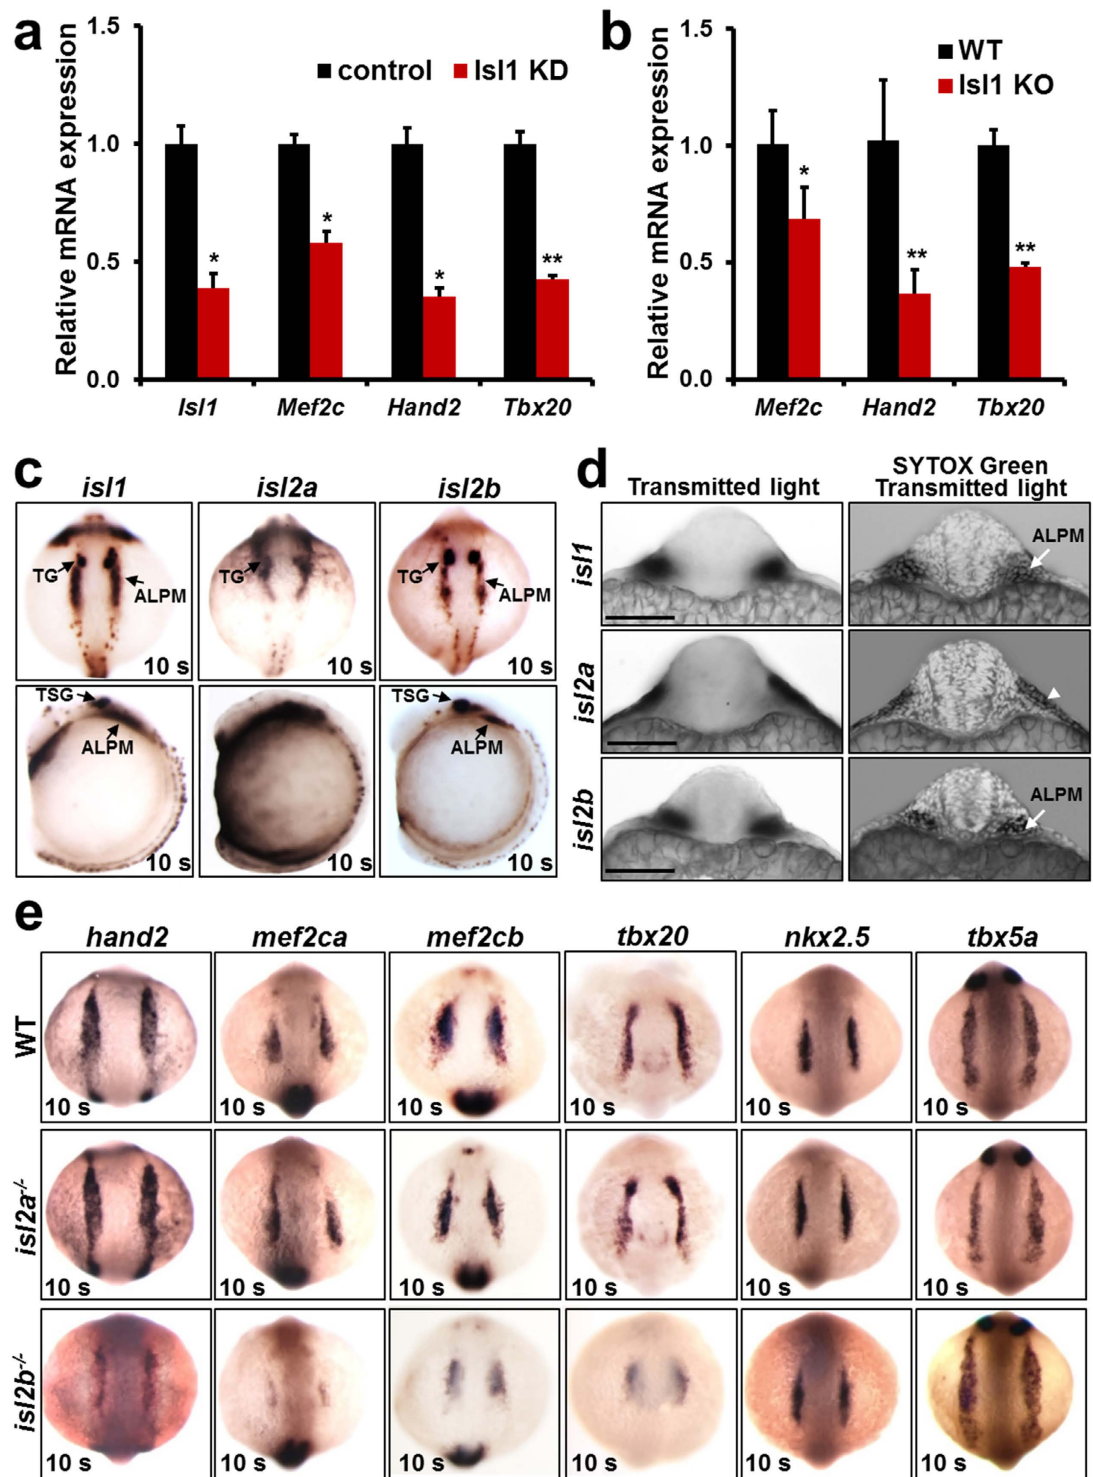 a
Relative mRNA expression
1.5
1.0
0.5
0.0
control Isl1 KD
*
*
*
**
Isl1 Mef2c Hand2 Tbx20
b
Relative mRNA expression
1.5
1.0
0.5
0.0
WT
Isl1 KO
*
**
**
Mef2c Hand2 Tbx20
c
isl1 isl2a isl2b
TG
ALPM
10 s
TG
10 s
TG
ALPM
10 s
TSG
ALPM
10 s
10 s
TSG
ALPM
10 s
d
Transmitted light
SYTOX Green
Transmitted light
isl1
ALPM
isl2a
isl2b
ALPM
e
hand2 mef2ca mef2cb tbx20 nkx2.5 tbx5a
WT
10 s 10 s 10 s 10 s 10 s 10 s
isl2a-/-
10 s 10 s 10 s 10 s 10 s 10 s
isl2b-/-
10 s 10 s 10 s 10 s 10 s 10 s